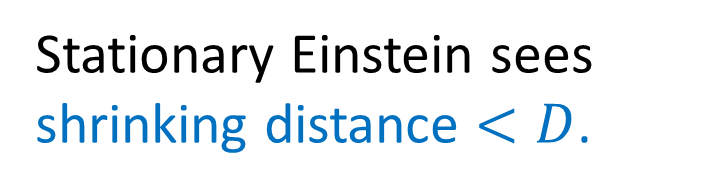 Stationary Einstein sees
shrinking distance < D.